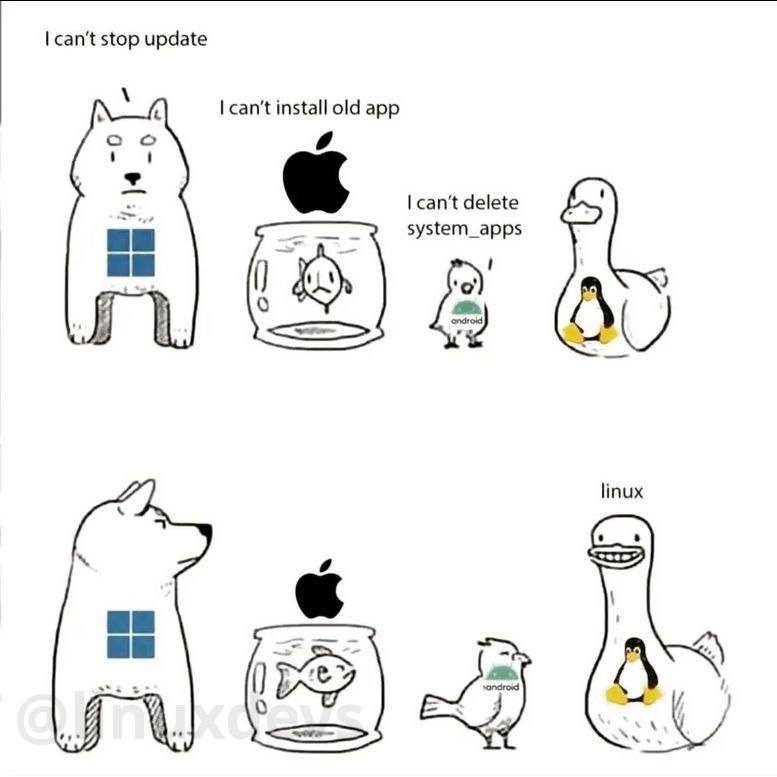 I can't stop update
I can't install old app
I can't delete
system_apps
android
linux
android
@linuxdevs